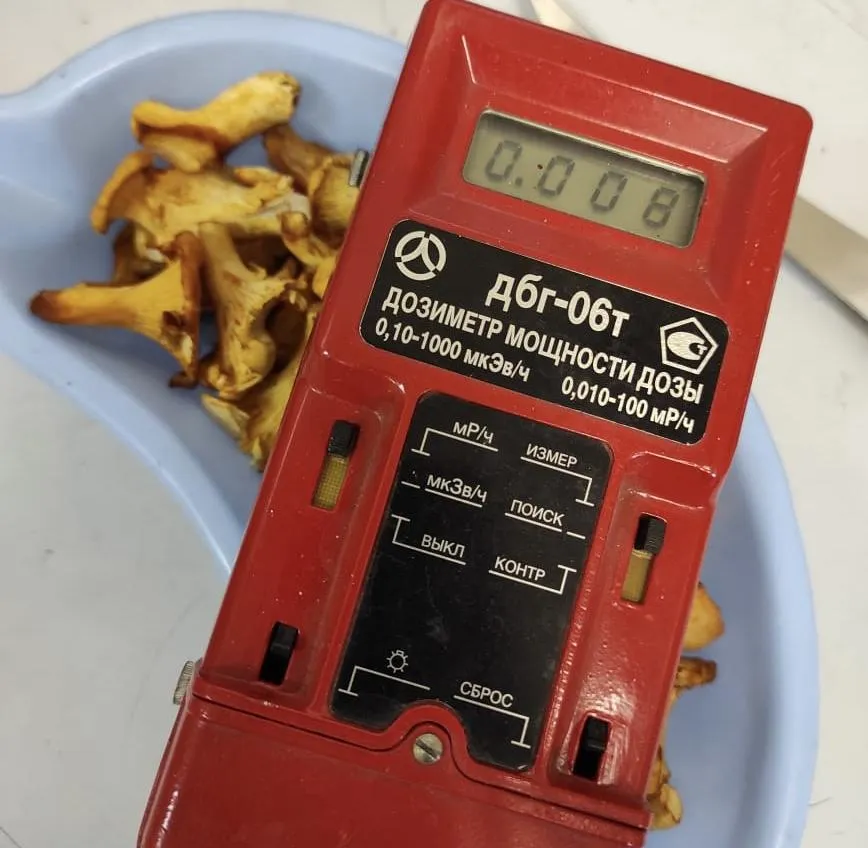 0.008
дбг-06т
ДОЗИМЕТР МОЩНОСТИ ДОЗЫ
0,10-1000 мкЗв/ч 0,010-100 мР/ч
мР/ч ИЗМЕР
мкЗв/ч ПОИСК
ВЫКЛ КОНТР
СБРОС